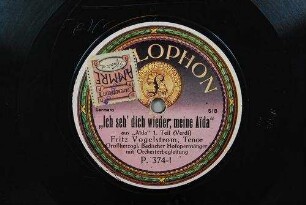 LOPHON
AMMRE
Germany
„Ich seh' dich wieder, meine Aïda"
aus „Aïda" 1. Teil (Verdi)
Fritz Vogelstrom, Tenor
Großherzogl. Badischer Hofopernsänger
mit Orchesterbegleitung
P. 374-I